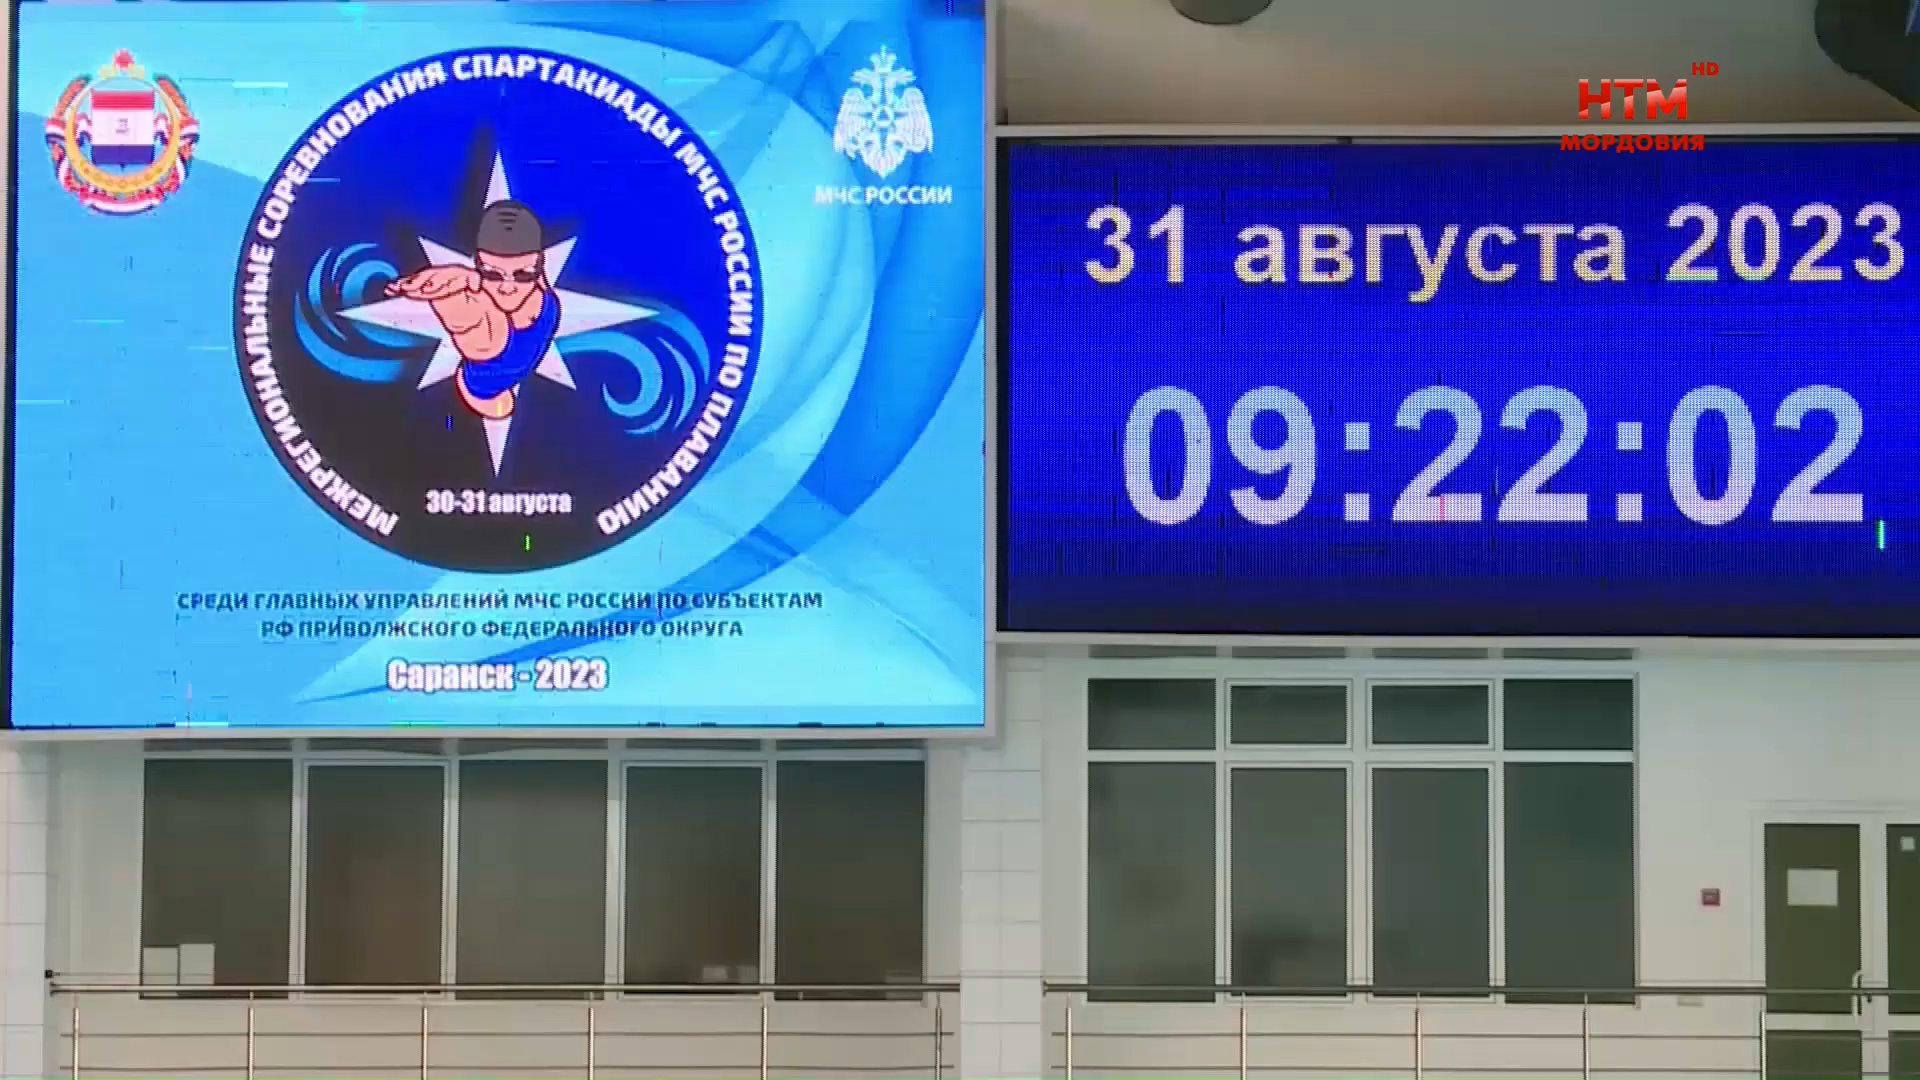 МЕЖРЕГИОНАЛЬНЫЕ СОРЕВНОВАНИЯ СПАРТАКИАДЫ МЧС РОССИИ ПО ПЛАВАНИЮ
30-31 августа
МЧС РОССИИ
СРЕДИ ГЛАВНЫХ УПРАВЛЕНИЙ МЧС РОССИИ ПО СУБЪЕКТАМ
РФ ПРИВОЛЖСКОГО ФЕДЕРАЛЬНОГО ОКРУГА
Саранск - 2023
НТМ HD
МОРДОВИЯ
31 августа 2023
09:22:02